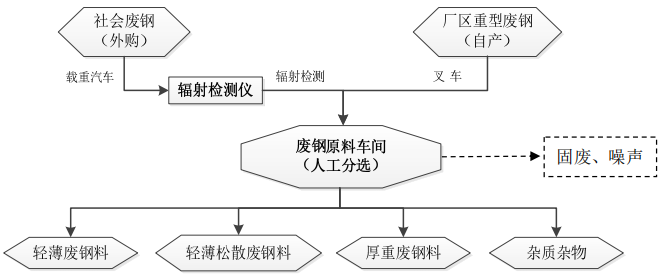 社会废钢
（外购）
厂区重型废钢
（自产）
载重汽车
辐射检测仪
辐射检测
叉 车
废钢原料车间
（人工分选）
固废、噪声
轻薄废钢料
轻薄松散废钢料
厚重废钢料
杂质杂物